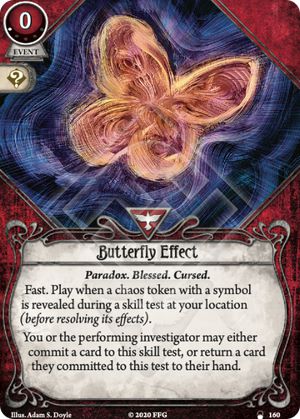 0
EVENT
?
Butterfly Effect
Paradox. Blessed. Cursed.
Fast. Play when a chaos token with a symbol
is revealed during a skill test at your location
(before resolving its effects).
You or the performing investigator may either
commit a card to this skill test, or return a card
they committed to this test to their hand.
Illus. Adam S. Doyle © 2020 FFG 160